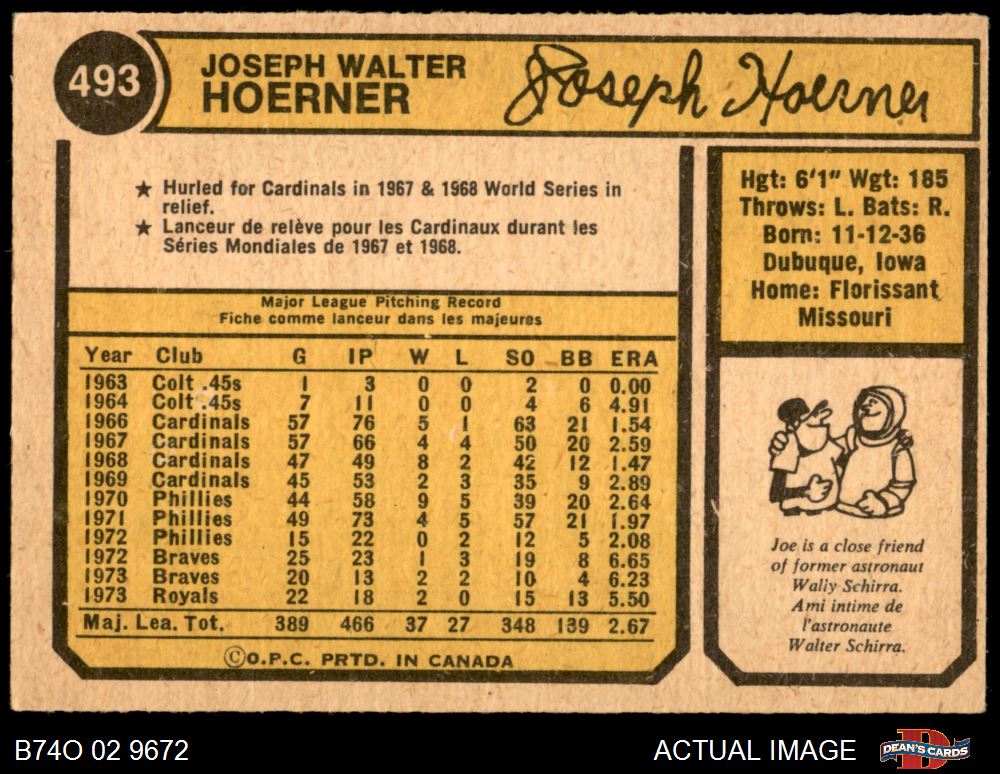 493
JOSEPH WALTER
HOERNER
Joseph Hoerner
★ Hurled for Cardinals in 1967 & 1968 World Series in
relief.
★ Lanceur de relève pour les Cardinaux durant les
Séries Mondiales de 1967 et 1968.
Hgt: 6'1" Wgt: 185
Throws: L. Bats: R.
Born: 11-12-36
Dubuque, Iowa
Home: Florissant
Missouri
Major League Pitching Record
Fiche comme lanceur dans les majeures
Year Club G IP W L SO BB ERA
1963 Colt .45s 1 3 0 0 2 0 0.00
1964 Colt .45s 7 11 0 0 4 6 4.91
1966 Cardinals 57 76 5 1 63 21 1.54
1967 Cardinals 57 66 4 4 50 20 2.59
1968 Cardinals 47 49 8 2 42 12 1.47
1969 Cardinals 45 53 2 3 35 9 2.89
1970 Phillies 44 58 9 5 39 20 2.64
1971 Phillies 49 73 4 5 57 21 1.97
1972 Phillies 15 22 0 2 12 5 2.08
1972 Braves 25 23 1 3 19 8 6.65
1973 Braves 20 13 2 2 10 4 6.23
1973 Royals 22 18 2 0 15 13 5.50
Maj. Lea. Tot. 389 466 37 27 348 139 2.67
©O.P.C. PRTD. IN CANADA
Joe is a close friend
of former astronaut
Wally Schirra.
Ami intime de
l'astronaute
Walter Schirra.
B74O 02 9672
ACTUAL IMAGE
DEAN'S CARDS